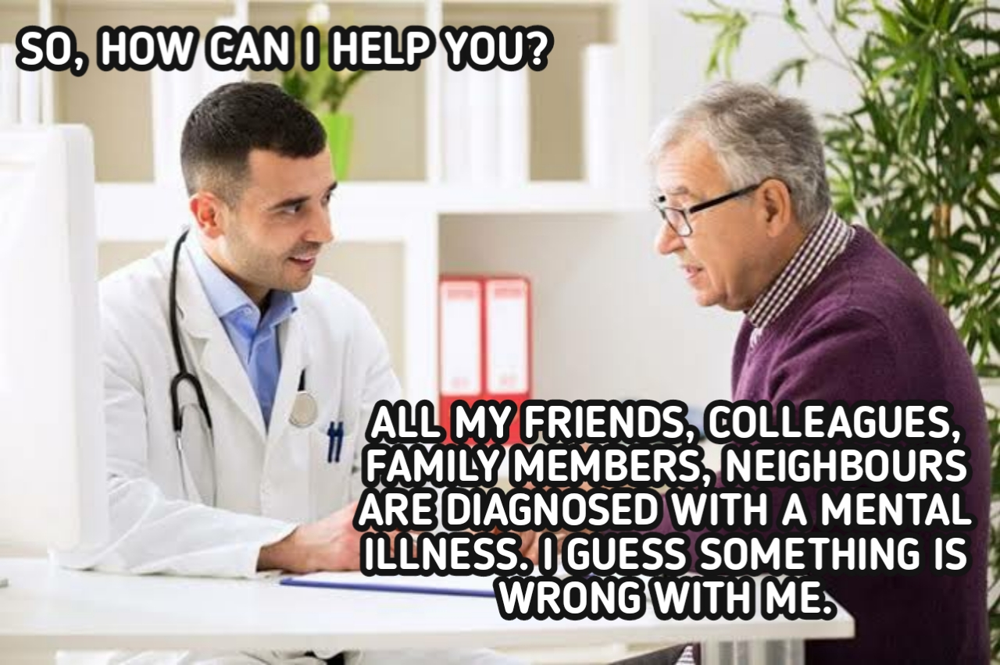 SO, HOW CAN I HELP YOU?
ALL MY FRIENDS, COLLEAGUES,
FAMILY MEMBERS, NEIGHBOURS
ARE DIAGNOSED WITH A MENTAL
ILLNESS. I GUESS SOMETHING IS
WRONG WITH ME.